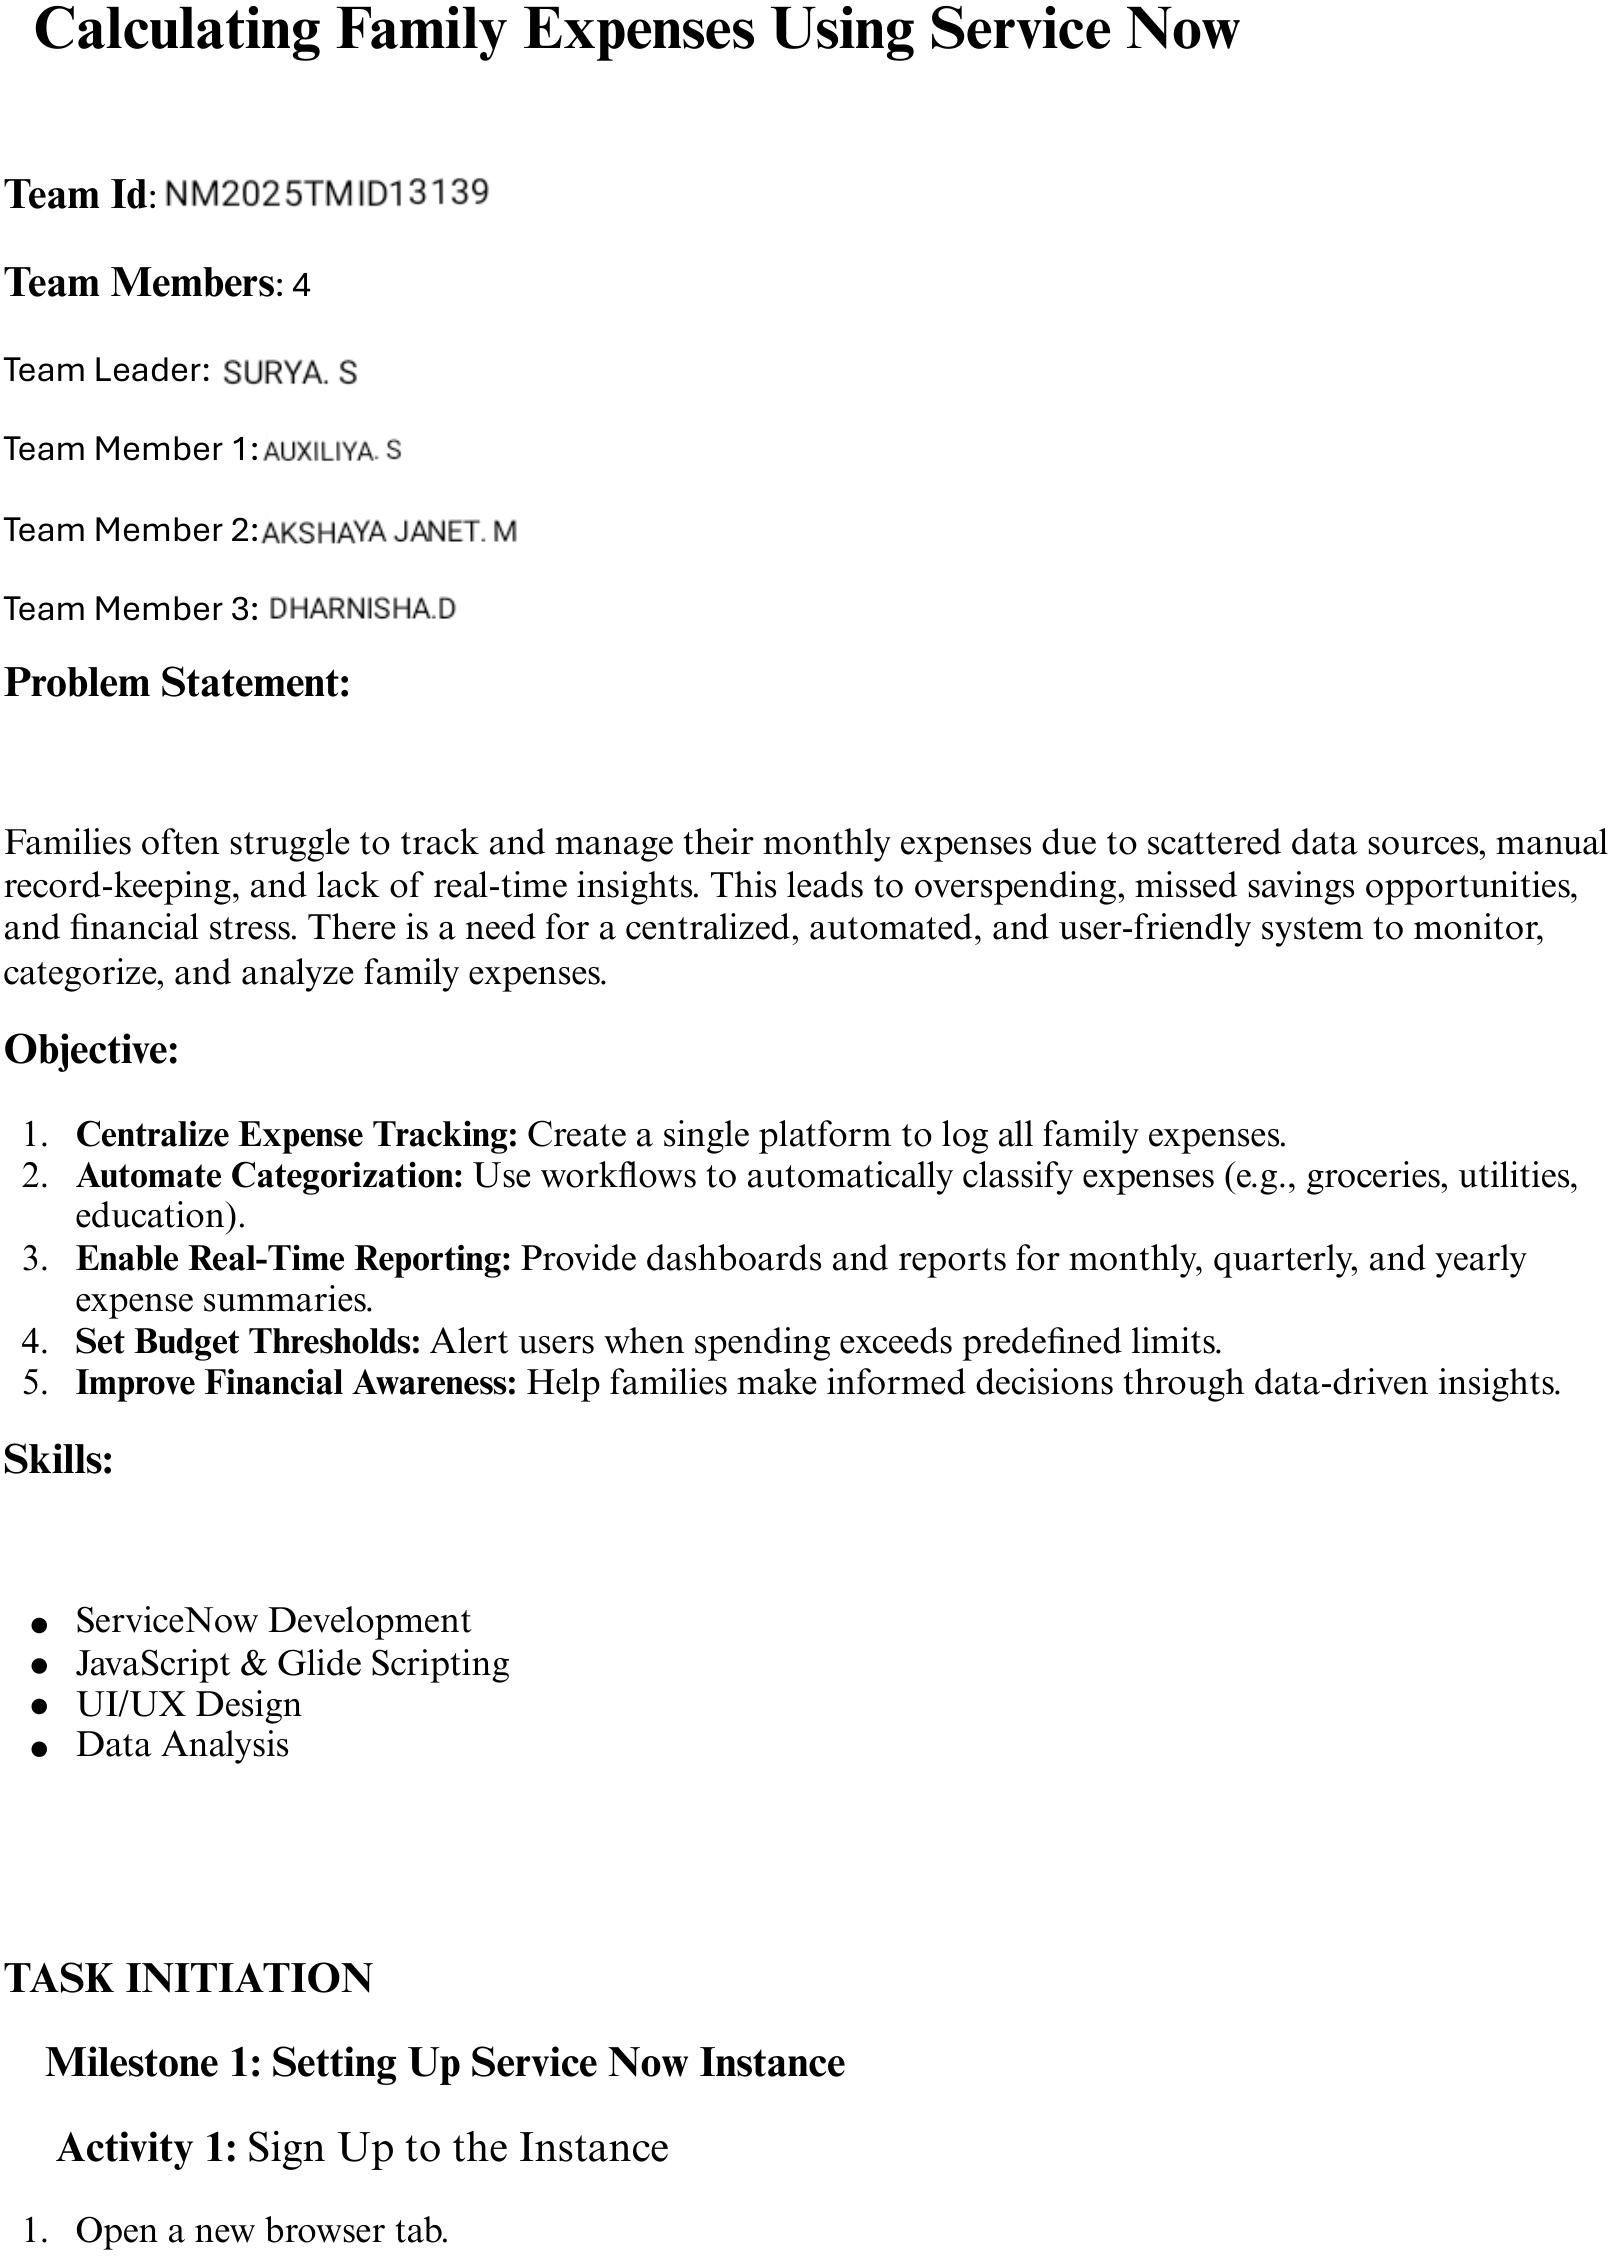 Calculating Family Expenses Using Service Now
Team Id: NM2025TMID13139
Team Members: 4
Team Leader: SURYA. S
Team Member 1: AUXILIYA. S
Team Member 2: AKSHAYA JANET. M
Team Member 3: DHARNISHA.D
Problem Statement:
Families often struggle to track and manage their monthly expenses due to scattered data sources, manual
record-keeping, and lack of real-time insights. This leads to overspending, missed savings opportunities,
and financial stress. There is a need for a centralized, automated, and user-friendly system to monitor,
categorize, and analyze family expenses.
Objective:
1. Centralize Expense Tracking: Create a single platform to log all family expenses.
2. Automate Categorization: Use workflows to automatically classify expenses (e.g., groceries, utilities,
education).
3. Enable Real-Time Reporting: Provide dashboards and reports for monthly, quarterly, and yearly
expense summaries.
4. Set Budget Thresholds: Alert users when spending exceeds predefined limits.
5. Improve Financial Awareness: Help families make informed decisions through data-driven insights.
Skills:
● ServiceNow Development
● JavaScript & Glide Scripting
● UI/UX Design
● Data Analysis
TASK INITIATION
Milestone 1: Setting Up Service Now Instance
Activity 1: Sign Up to the Instance
1. Open a new browser tab.